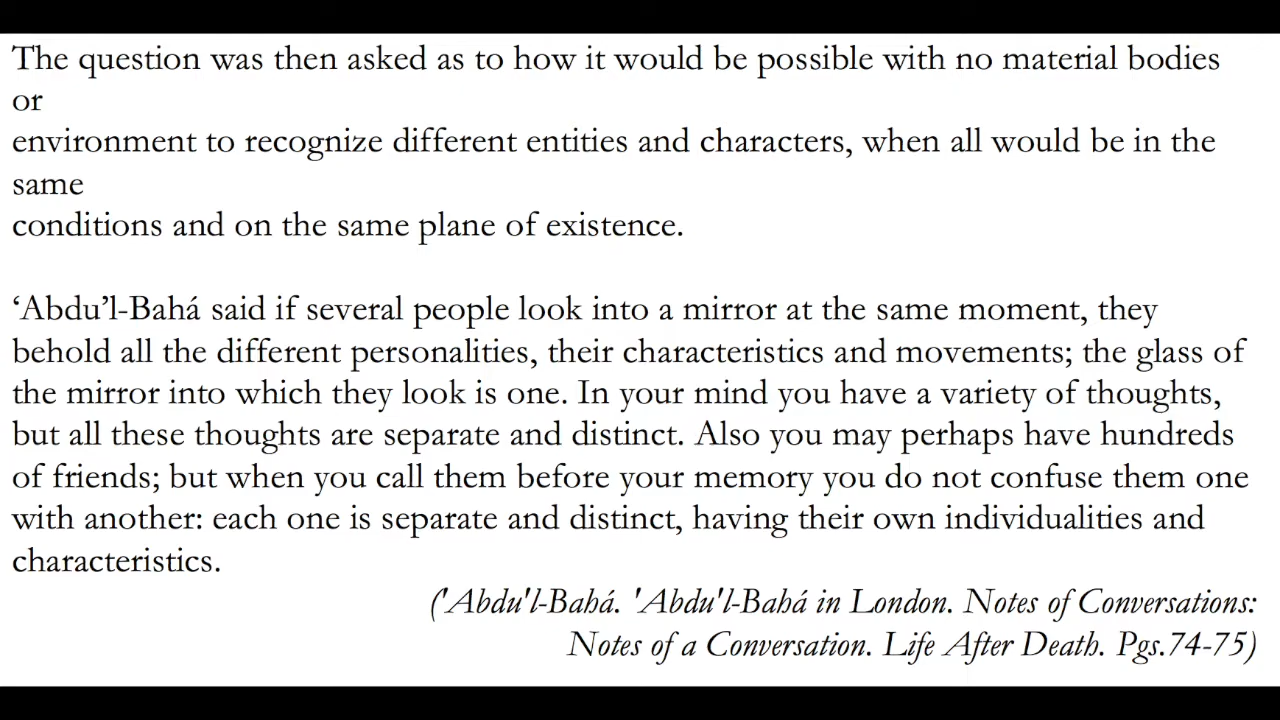 The question was then asked as to how it would be possible with no material bodies
or
environment to recognize different entities and characters, when all would be in the
same
conditions and on the same plane of existence.
‘Abdu’l-Bahá said if several people look into a mirror at the same moment, they
behold all the different personalities, their characteristics and movements; the glass of
the mirror into which they look is one. In your mind you have a variety of thoughts,
but all these thoughts are separate and distinct. Also you may perhaps have hundreds
of friends; but when you call them before your memory you do not confuse them one
with another: each one is separate and distinct, having their own individualities and
characteristics.
('Abdu'l-Bahá. 'Abdu'l-Bahá in London. Notes of Conversations:
Notes of a Conversation. Life After Death. Pgs.74-75)